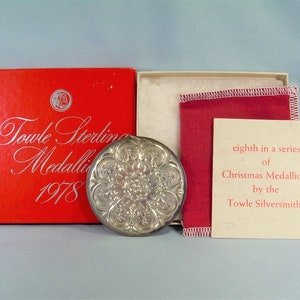 Towle Sterling
Medallion
1978
eighth in a series
of
Christmas Medallions
by the
Towle Silversmiths